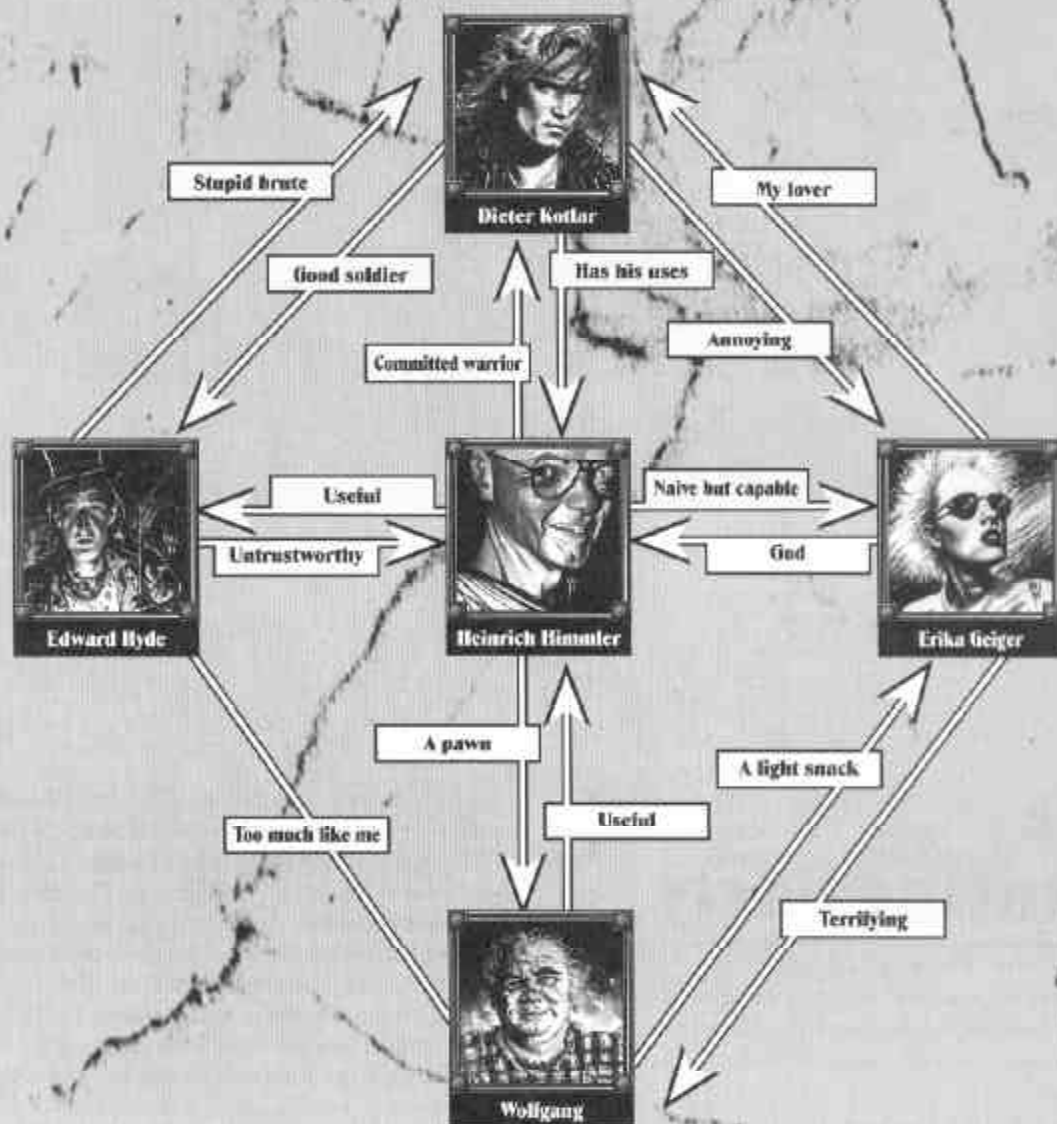 Stupid brute
My lover
Dieter Kotlar
Good soldier
Has his uses
Annoying
Committed warrior
Useful
Naive but capable
Untrustworthy
God
Edward Hyde
Heinrich Himmler
Erika Geiger
A pawn
A light snack
Too much like me
Useful
Terrifying
Wolfgang